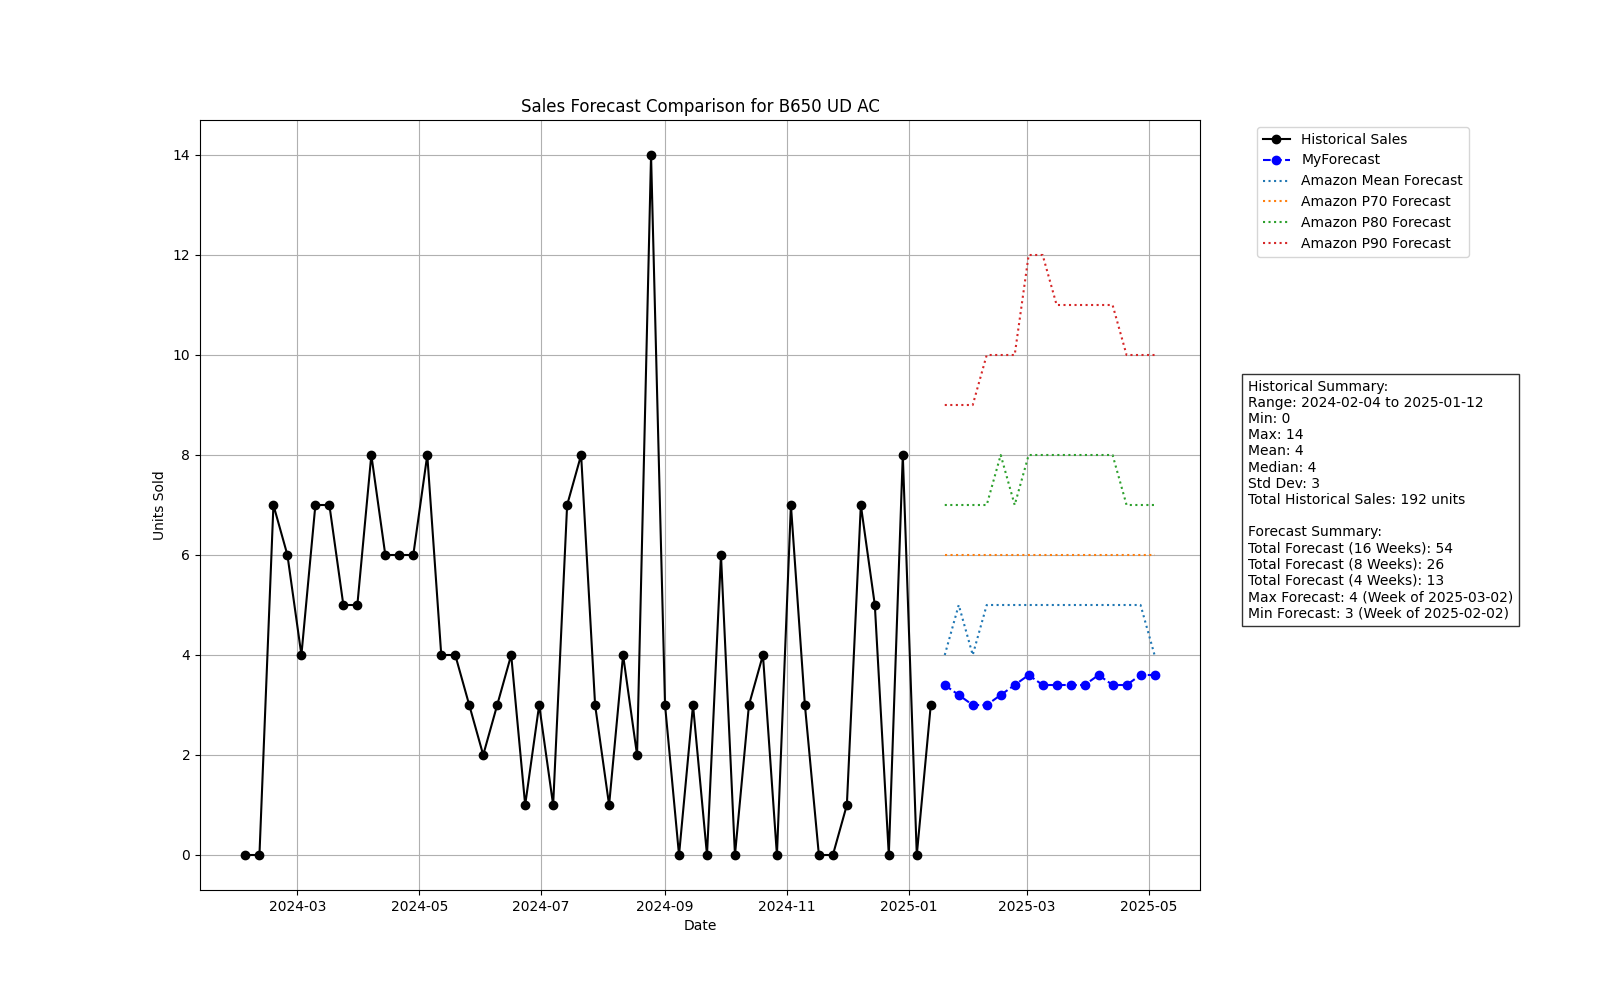 Sales Forecast Comparison for B650 UD AC
14
12
10
8
6
4
2
0
Units Sold
2024-03
2024-05
2024-07
2024-09
2024-11
2025-01
2025-03
2025-05
Date
Historical Sales
MyForecast
Amazon Mean Forecast
Amazon P70 Forecast
Amazon P80 Forecast
Amazon P90 Forecast
Historical Summary:
Range: 2024-02-04 to 2025-01-12
Min: 0
Max: 14
Mean: 4
Median: 4
Std Dev: 3
Total Historical Sales: 192 units
Forecast Summary:
Total Forecast (16 Weeks): 54
Total Forecast (8 Weeks): 26
Total Forecast (4 Weeks): 13
Max Forecast: 4 (Week of 2025-03-02)
Min Forecast: 3 (Week of 2025-02-02)